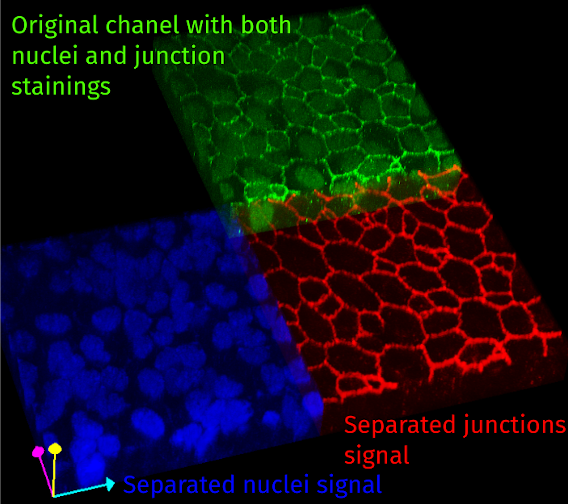 Original chanel with both
nuclei and junction
stainings
Separated junctions
signal
Separated nuclei signal